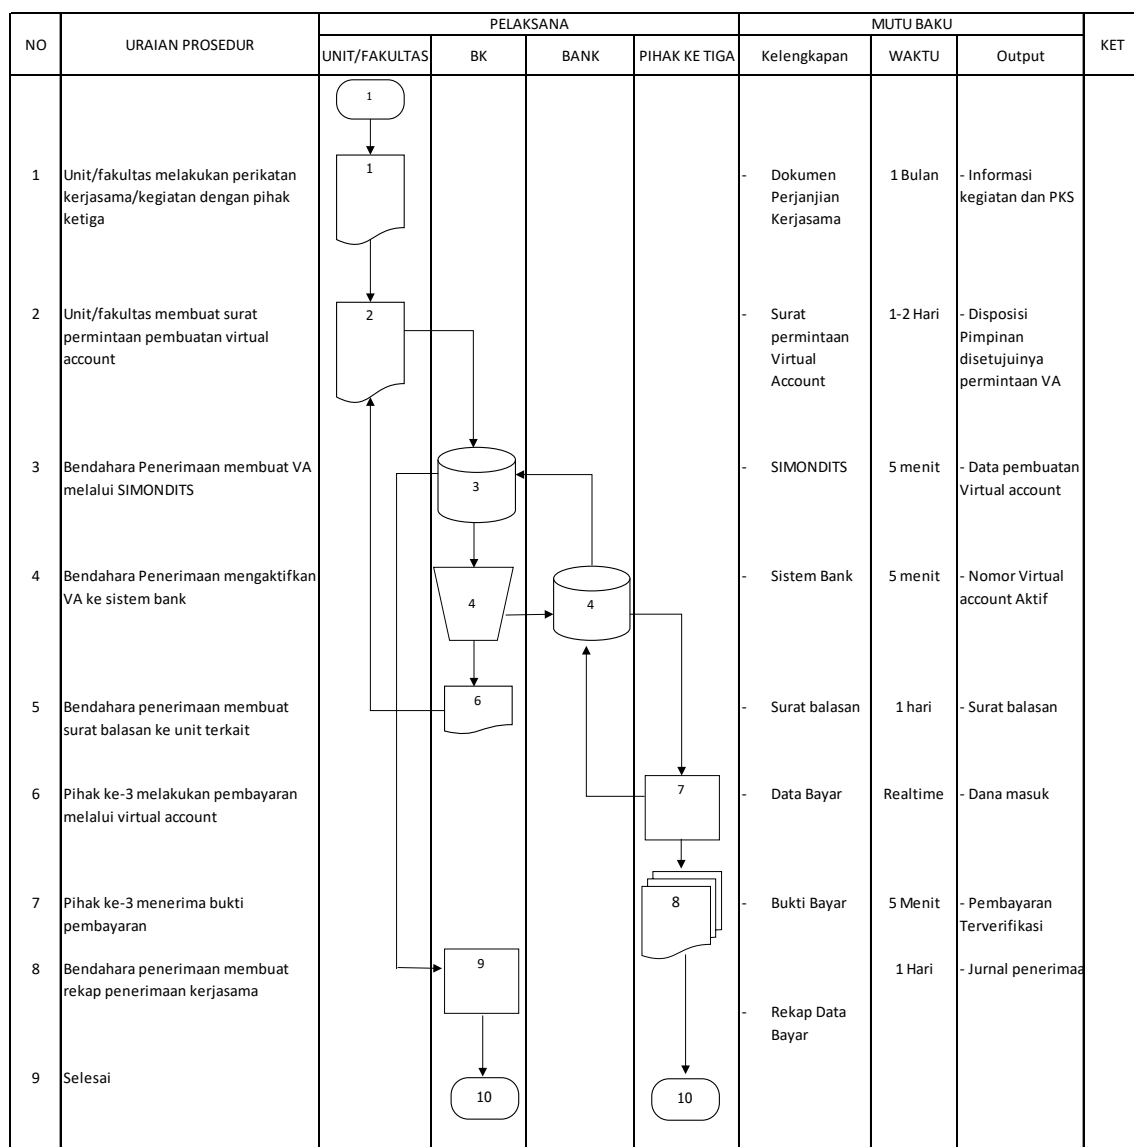 NO
URAIAN PROSEDUR
PELAKSANA
MUTU BAKU
KET
UNIT/FAKULTAS
BK
BANK
PIHAK KE TIGA
Kelengkapan
WAKTU
Output
1
1
Unit/fakultas melakukan perikatan
kerjasama/kegiatan dengan pihak
ketiga
1
- Dokumen
Perjanjian
Kerjasama
1 Bulan
- Informasi
kegiatan dan PKS
2
Unit/fakultas membuat surat
permintaan pembuatan virtual
account
2
- Surat
permintaan
Virtual
Account
1-2 Hari
- Disposisi
Pimpinan
disetujuinya
permintaan VA
3
Bendahara Penerimaan membuat VA
melalui SIMONDITS
3
- SIMONDITS
5 menit
- Data pembuatan
Virtual account
4
Bendahara Penerimaan mengaktifkan
VA ke sistem bank
4
4
- Sistem Bank
5 menit
- Nomor Virtual
account Aktif
5
Bendahara penerimaan membuat
surat balasan ke unit terkait
6
- Surat balasan
1 hari
- Surat balasan
6
Pihak ke-3 melakukan pembayaran
melalui virtual account
7
- Data Bayar
Realtime
- Dana masuk
7
Pihak ke-3 menerima bukti
pembayaran
8
- Bukti Bayar
5 Menit
- Pembayaran
Terverifikasi
8
Bendahara penerimaan membuat
rekap penerimaan kerjasama
9
- Rekap Data
Bayar
1 Hari
- Jurnal penerimaa
9
Selesai
10
10